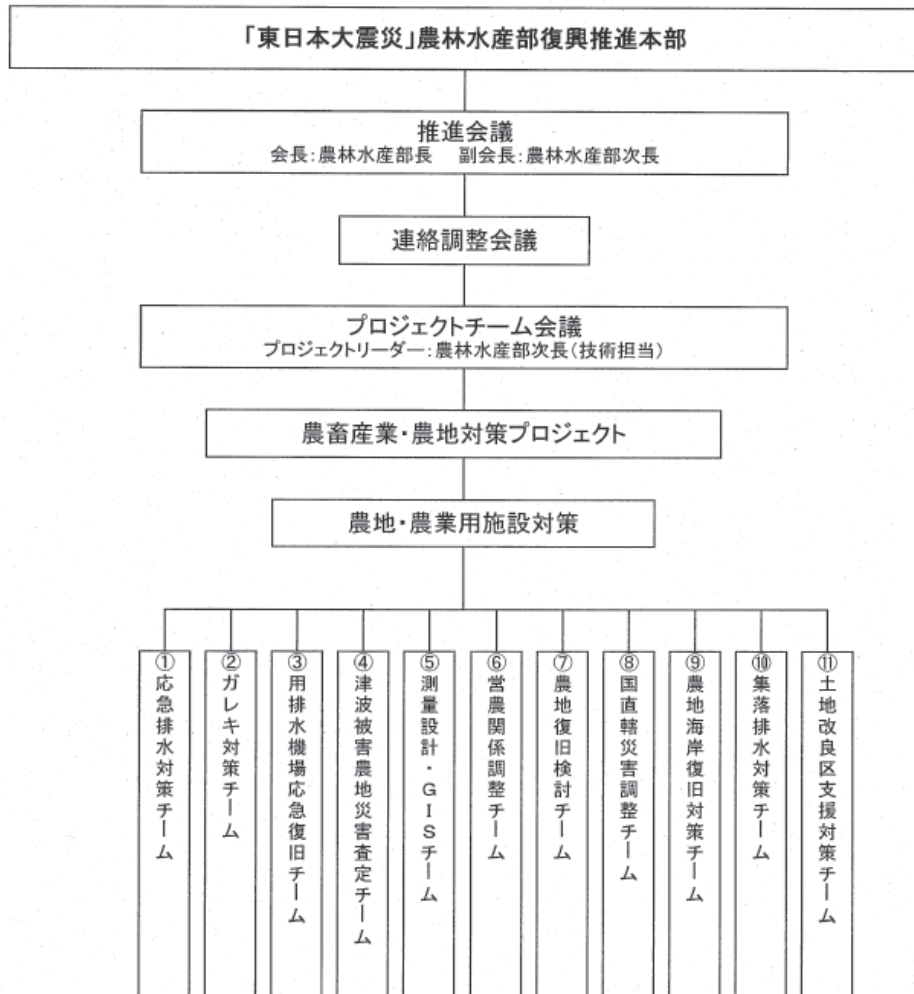 「東日本大震災」農林水産部復興推進本部
推進会議
会長：農林水産部長　副会長：農林水産部次長
連絡調整会議
プロジェクトチーム会議
プロジェクトリーダー：農林水産部次長（技術担当）
農畜産業・農地対策プロジェクト
農地・農業用施設対策
①応急排水対策チーム
②ガレキ対策チーム
③用排水機場応急復旧チーム
④津波被害農地災害査定チーム
⑤測量設計・GISチーム
⑥営農関係調整チーム
⑦農地復旧検討チーム
⑧国直轄災害調整チーム
⑨農地海岸復旧対策チーム
⑩集落排水対策チーム
⑪土地改良区支援対策チーム